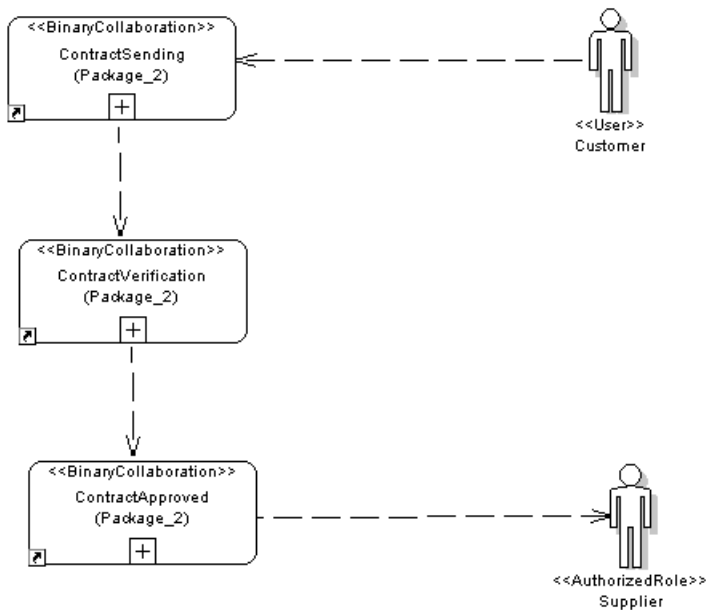 <<BinaryCollaboration>>
ContractSending
(Package_2)
<<User>>
Customer
<<BinaryCollaboration>>
ContractVerification
(Package_2)
<<BinaryCollaboration>>
ContractApproved
(Package_2)
<<AuthorizedRole>>
Supplier